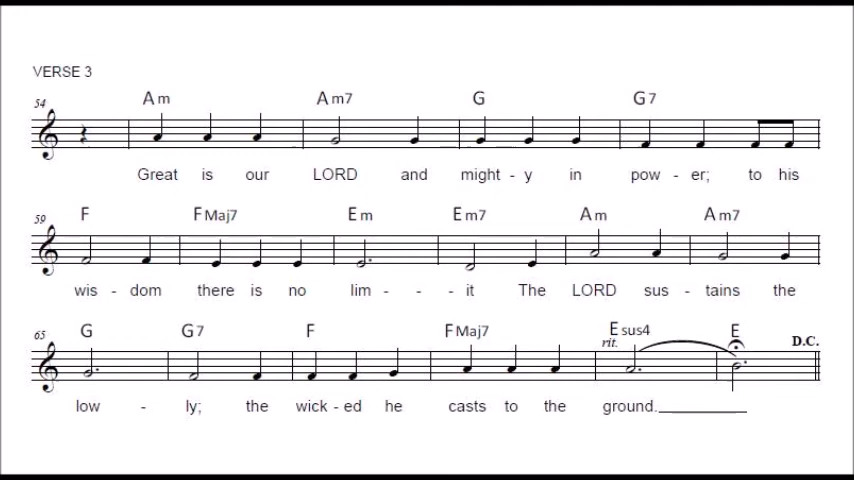 VERSE 3
54 Am Am7 G G7
Great is our LORD and might - y in pow - er; to his
59 F FMaj7 Em Em7 Am Am7
wis - dom there is no lim - - - it The LORD sus - tains the
65 G G7 F FMaj7 Esus4 E
rit. D.C.
low - ly; the wick - ed he casts to the ground.